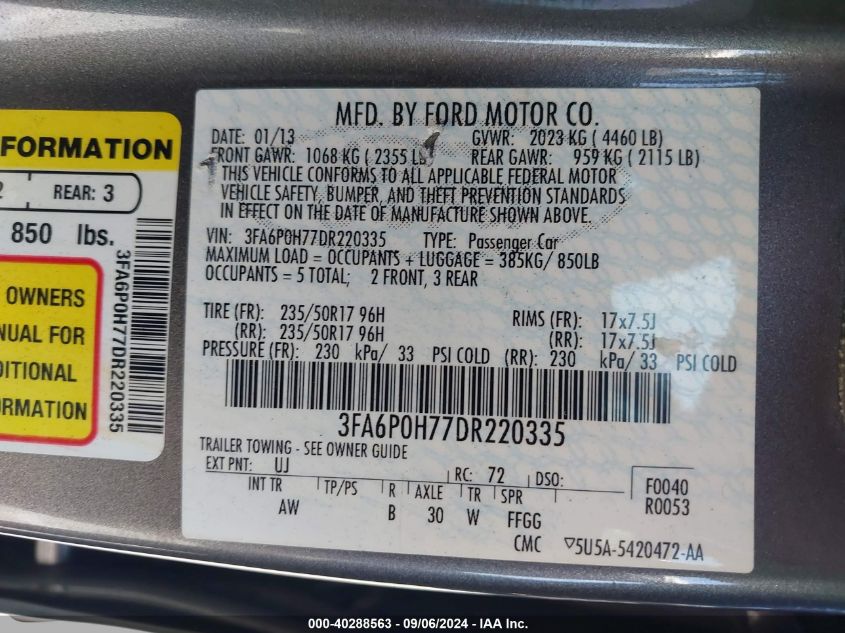 FORMATION
2 REAR: 3
850 lbs.
OWNERS
NUAL FOR
DITIONAL
FORMATION
3FA6P0H77DR220335
MFD. BY FORD MOTOR CO.
DATE: 01/13 GVWR: 2023 KG ( 4460 LB)
FRONT GAWR: 1068 KG ( 2355 LB) REAR GAWR: 959 KG ( 2115 LB)
THIS VEHICLE CONFORMS TO ALL APPLICABLE FEDERAL MOTOR
VEHICLE SAFETY, BUMPER, AND THEFT PREVENTION STANDARDS
IN EFFECT ON THE DATE OF MANUFACTURE SHOWN ABOVE.
VIN: 3FA6P0H77DR220335 TYPE: Passenger Car
MAXIMUM LOAD = OCCUPANTS + LUGGAGE = 385KG/ 850LB
OCCUPANTS = 5 TOTAL; 2 FRONT, 3 REAR
TIRE (FR): 235/50R17 96H RIMS (FR): 17x7.5J
(RR): 235/50R17 96H (RR): 17x7.5J
PRESSURE (FR): 230 kPa/ 33 PSI COLD (RR): 230 kPa/ 33 PSI COLD
3FA6P0H77DR220335
TRAILER TOWING - SEE OWNER GUIDE
EXT PNT: UJ RC: 72 DSO: F0040
INT TR TP/PS R AXLE TR SPR R0053
AW B 30 W FFGG
CMC 5U5A-5420472-AA
000-40288563 - 09/06/2024 - IAA Inc.